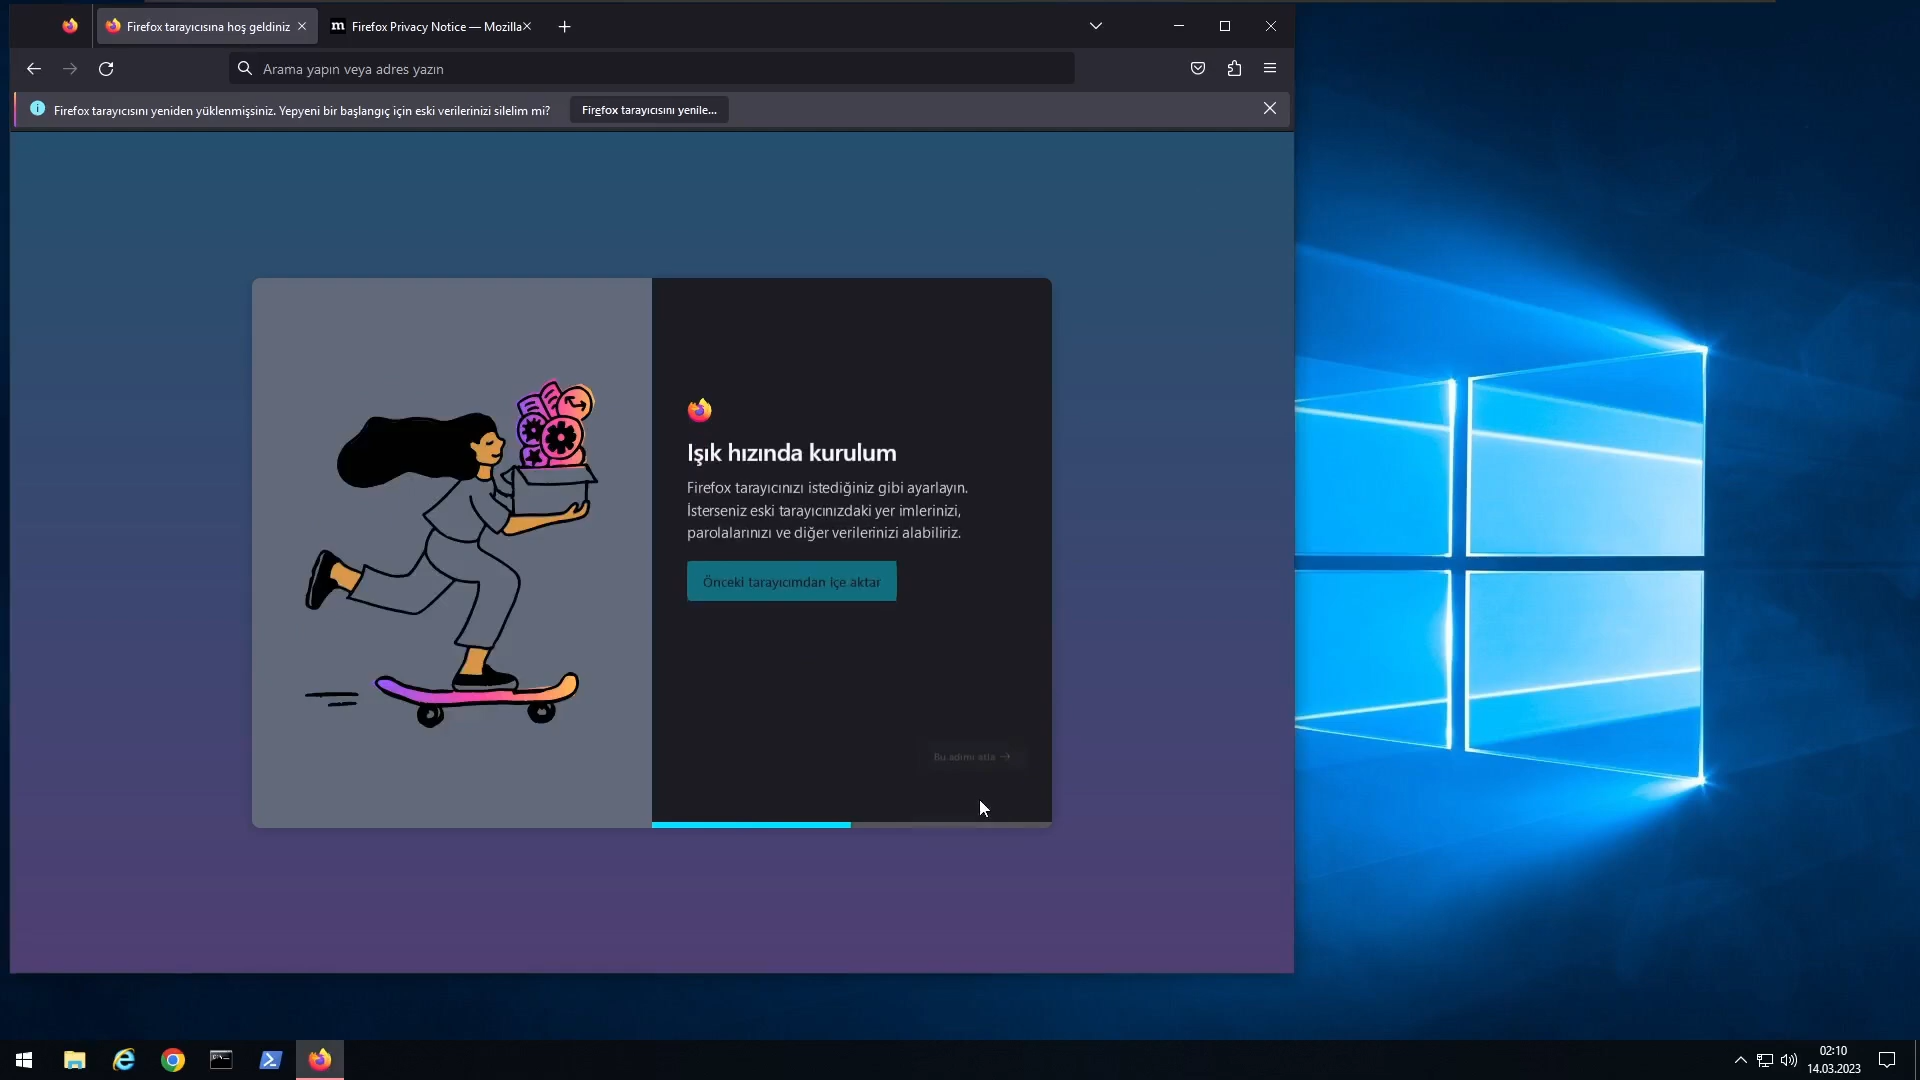 Firefox tarayıcısına hoş geldiniz
m Firefox Privacy Notice — Mozilla
Arama yapın veya adres yazın
Firefox tarayıcısını yeniden yüklenmişsiniz. Yepyeni bir başlangıç için eski verilerinizi silelim mi?
Firefox tarayıcısını yenile...
Işık hızında kurulum
Firefox tarayıcınızı istediğiniz gibi ayarlayın.
İsterseniz eski tarayıcınızdaki yer imlerinizi,
parolalarınızı ve diğer verilerinizi alabiliriz.
Önceki tarayıcımdan içe aktar
Bu adımı atla →
02:10
14.03.2023